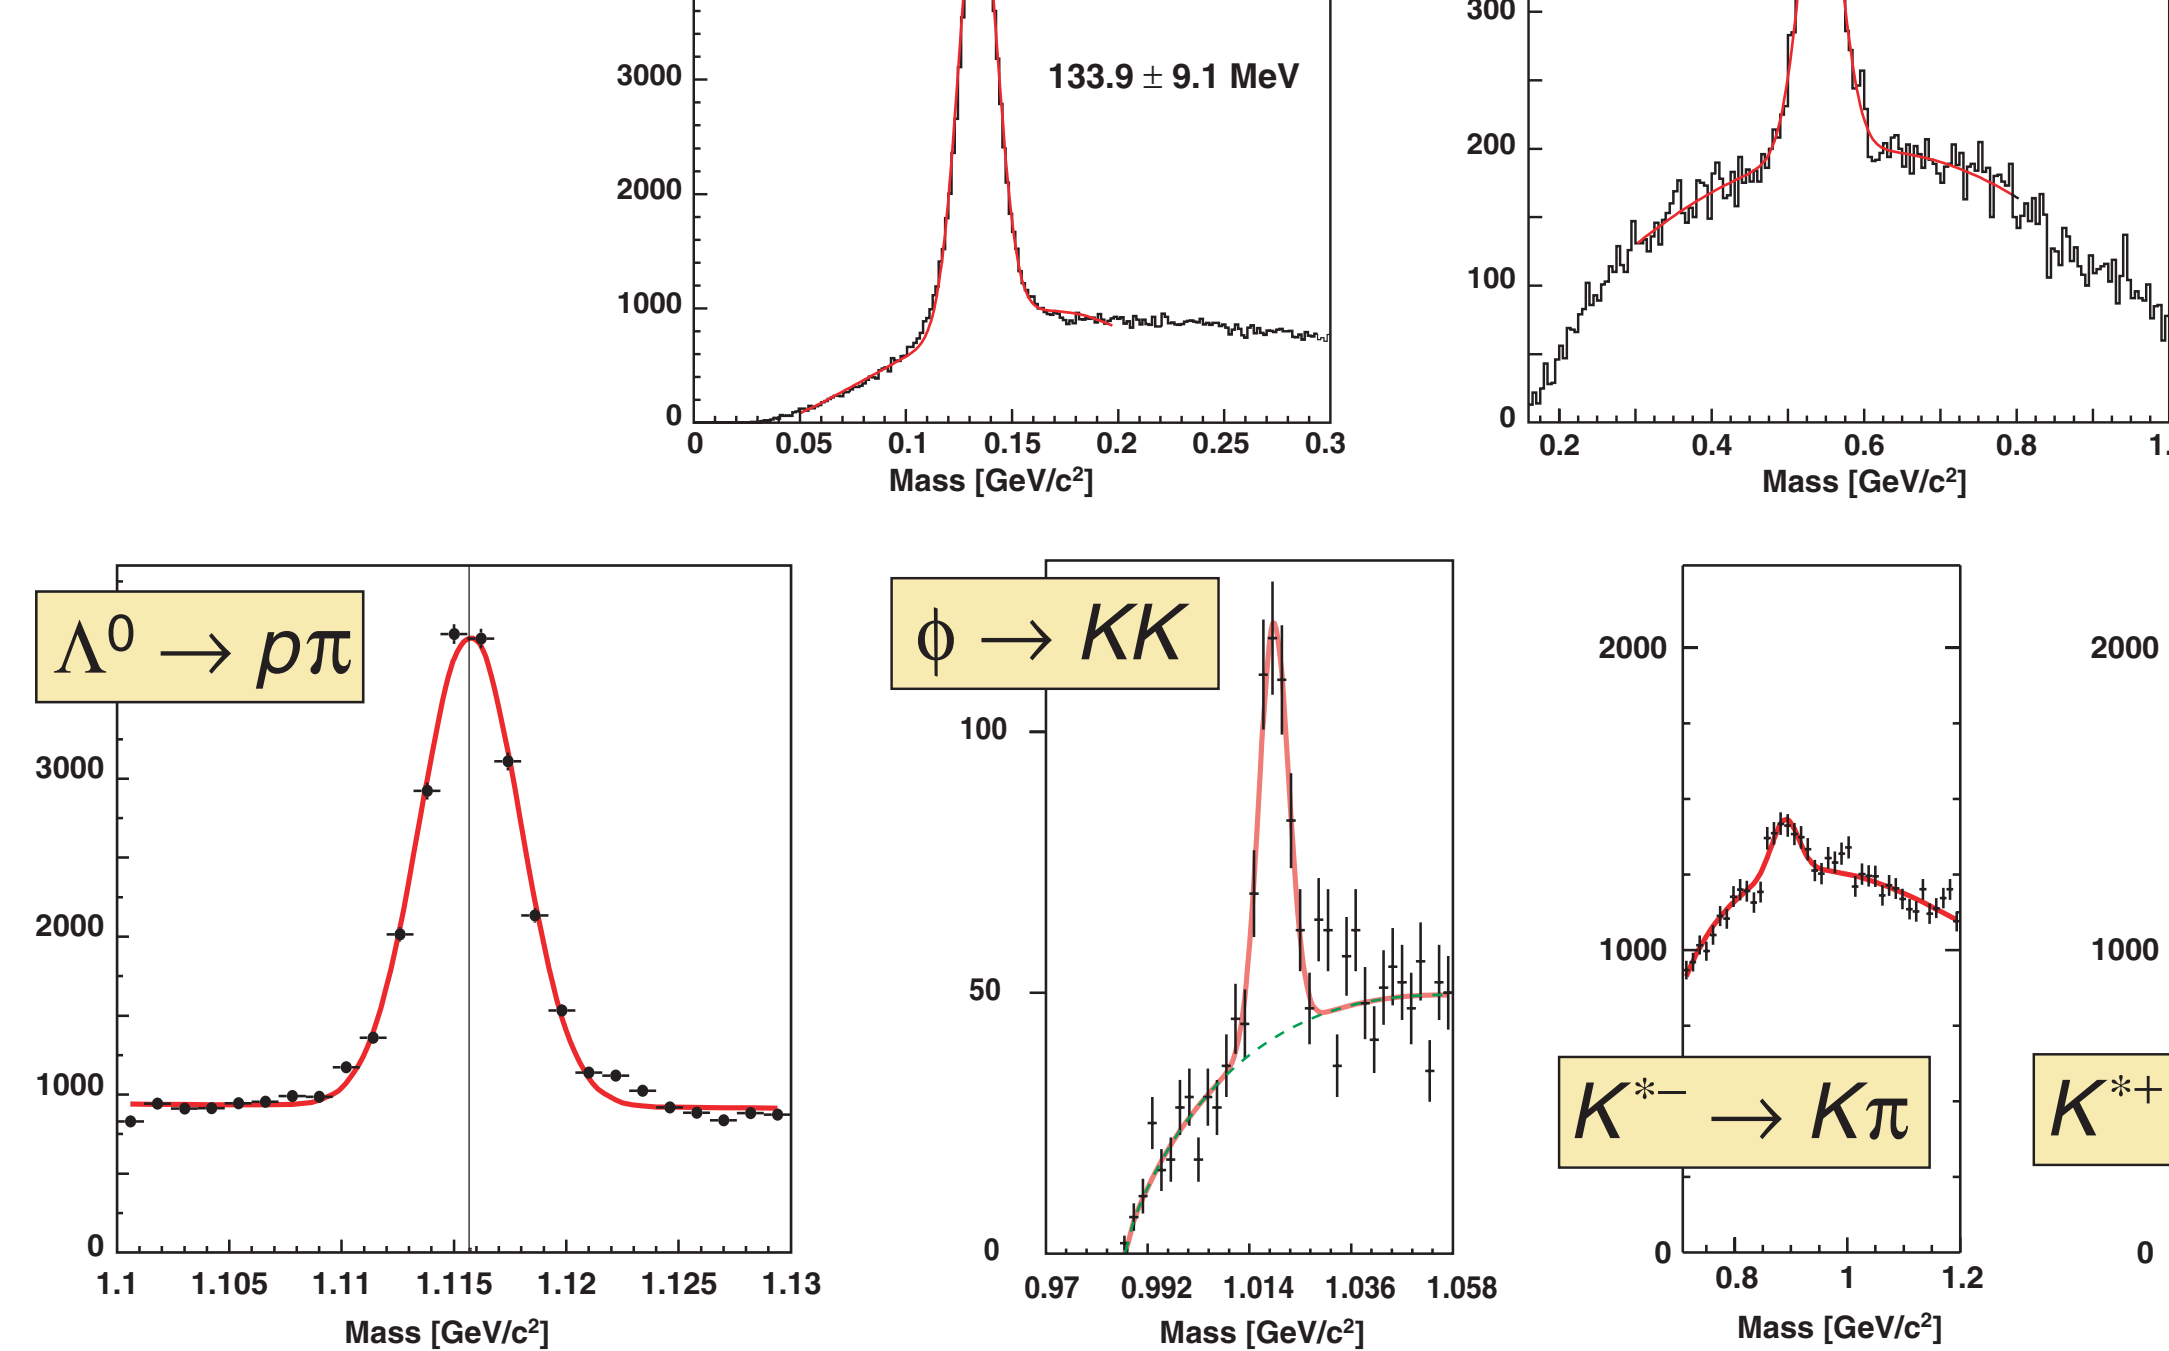 300
3000
133.9 ± 9.1 MeV
200
2000
100
1000
0
0
0 0.05 0.1 0.15 0.2 0.25 0.3
0.2 0.4 0.6 0.8 1.
Mass [GeV/c²]
Mass [GeV/c²]
Λ⁰ → pπ
ϕ → KK
2000
2000
100
3000
1000
1000
2000
50
1000
K*⁻ → Kπ
K*⁺
0
0
0
0
1.1 1.105 1.11 1.115 1.12 1.125 1.13
0.97 0.992 1.014 1.036 1.058
0.8 1 1.2
Mass [GeV/c²]
Mass [GeV/c²]
Mass [GeV/c²]